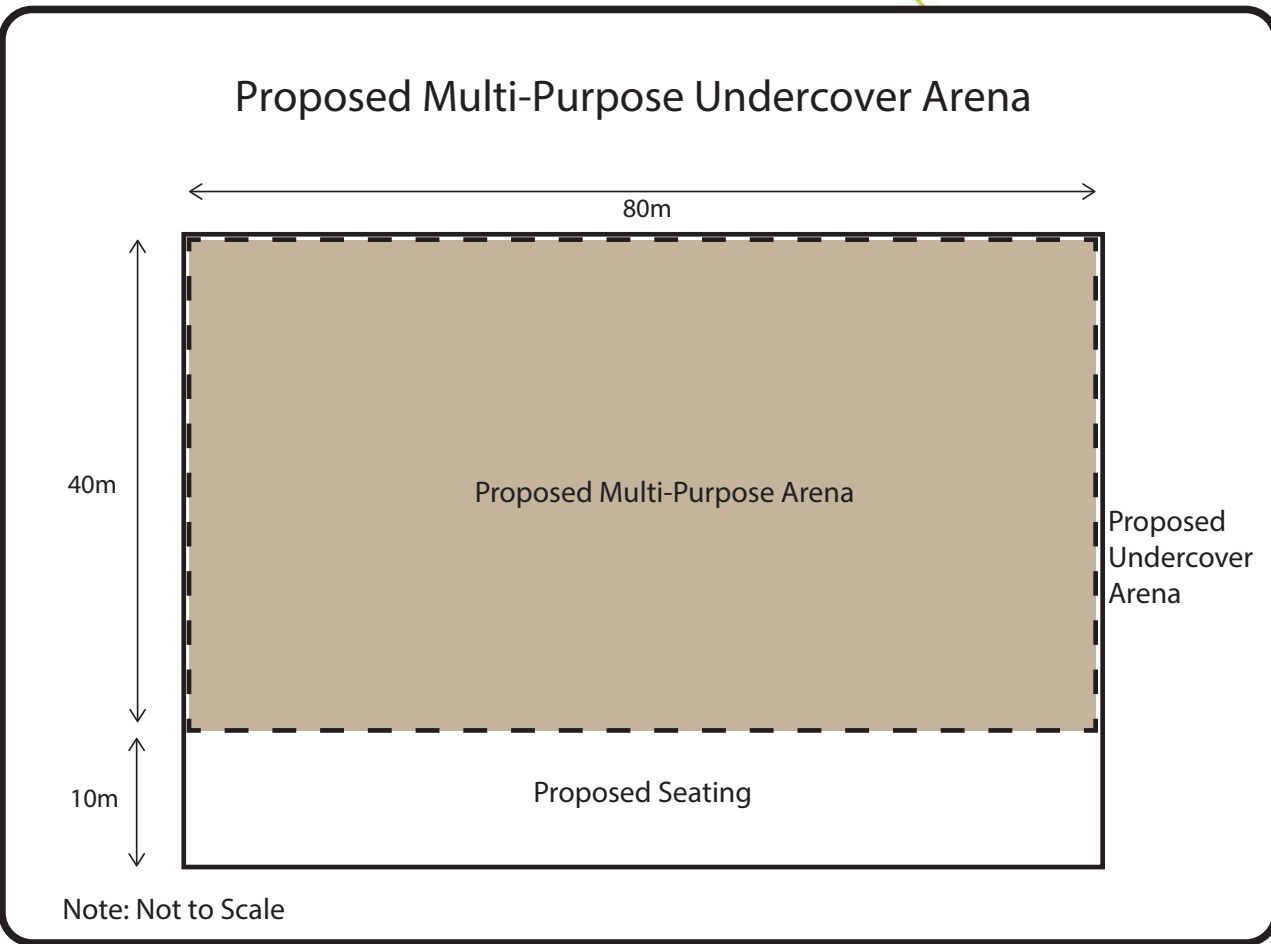 Proposed Multi-Purpose Undercover Arena
80m
40m
Proposed Multi-Purpose Arena
Proposed
Undercover
Arena
10m
Proposed Seating
Note: Not to Scale